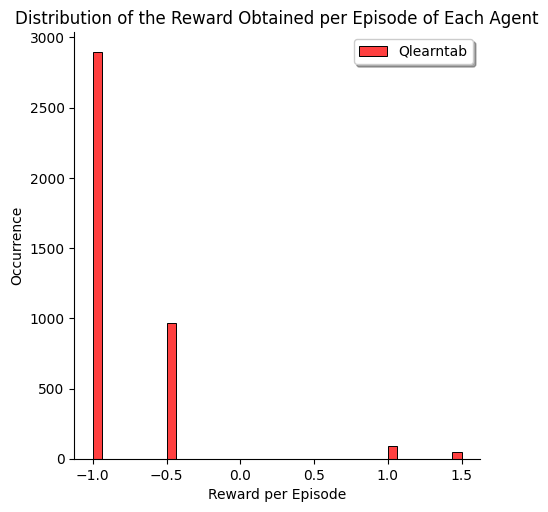 Distribution of the Reward Obtained per Episode of Each Agent
Qlearntab
3000
2500
2000
1500
1000
500
0
−1.0 −0.5 0.0 0.5 1.0 1.5
Occurrence
Reward per Episode